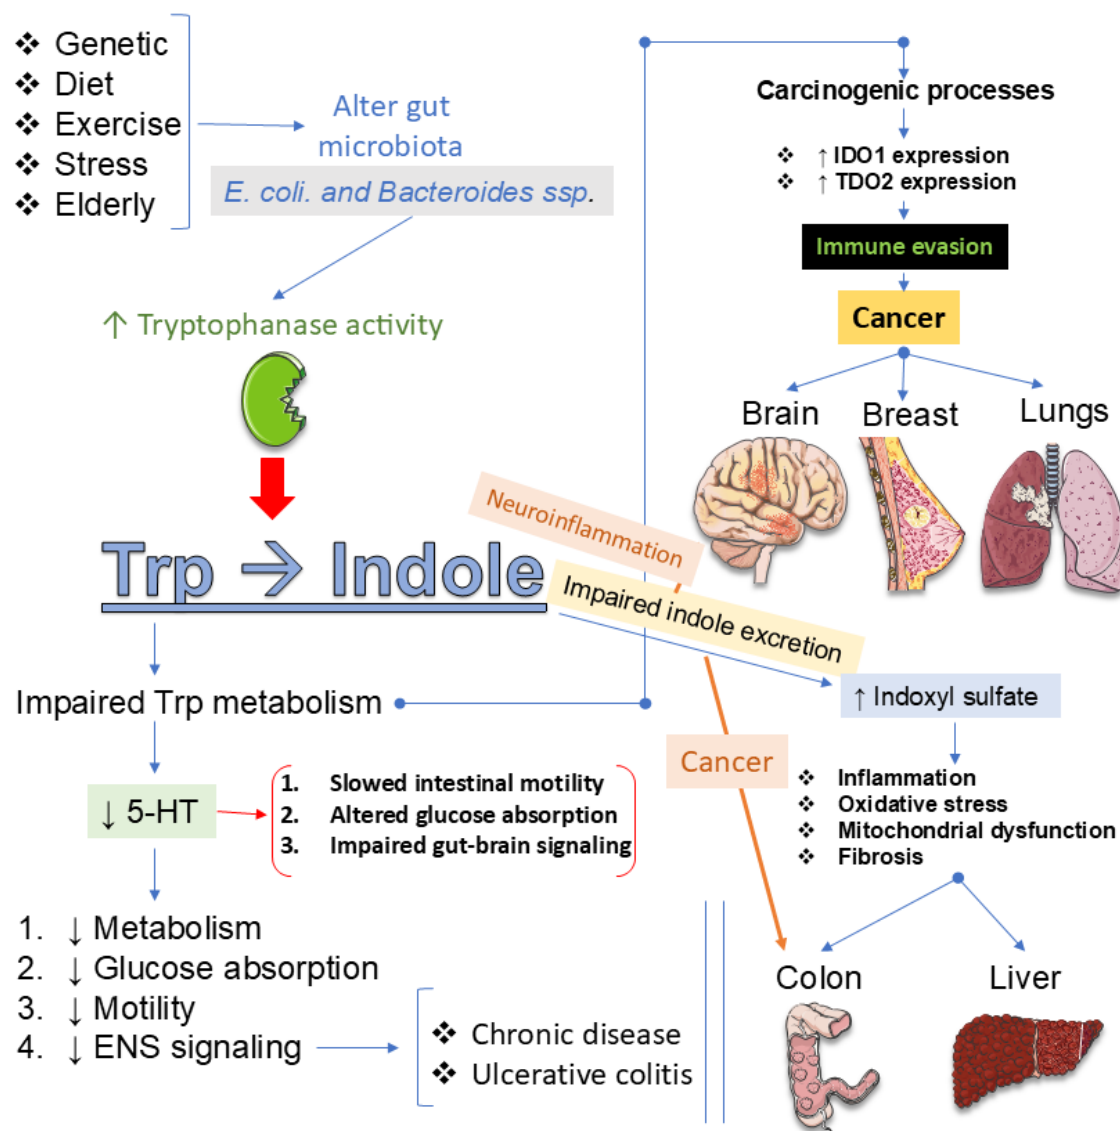 ❖ Genetic
❖ Diet
❖ Exercise
❖ Stress
❖ Elderly
Alter gut
microbiota
E. coli. and Bacteroides ssp.
↑ Tryptophanase activity
Trp → Indole
Impaired Trp metabolism
↓ 5-HT
1. Slowed intestinal motility
2. Altered glucose absorption
3. Impaired gut-brain signaling
1. ↓ Metabolism
2. ↓ Glucose absorption
3. ↓ Motility
4. ↓ ENS signaling
❖ Chronic disease
❖ Ulcerative colitis
Carcinogenic processes
❖ ↑ IDO1 expression
❖ ↑ TDO2 expression
Immune evasion
Cancer
Brain
Breast
Lungs
Neuroinflammation
Impaired indole excretion
↑ Indoxyl sulfate
Cancer
❖ Inflammation
❖ Oxidative stress
❖ Mitochondrial dysfunction
❖ Fibrosis
Colon
Liver